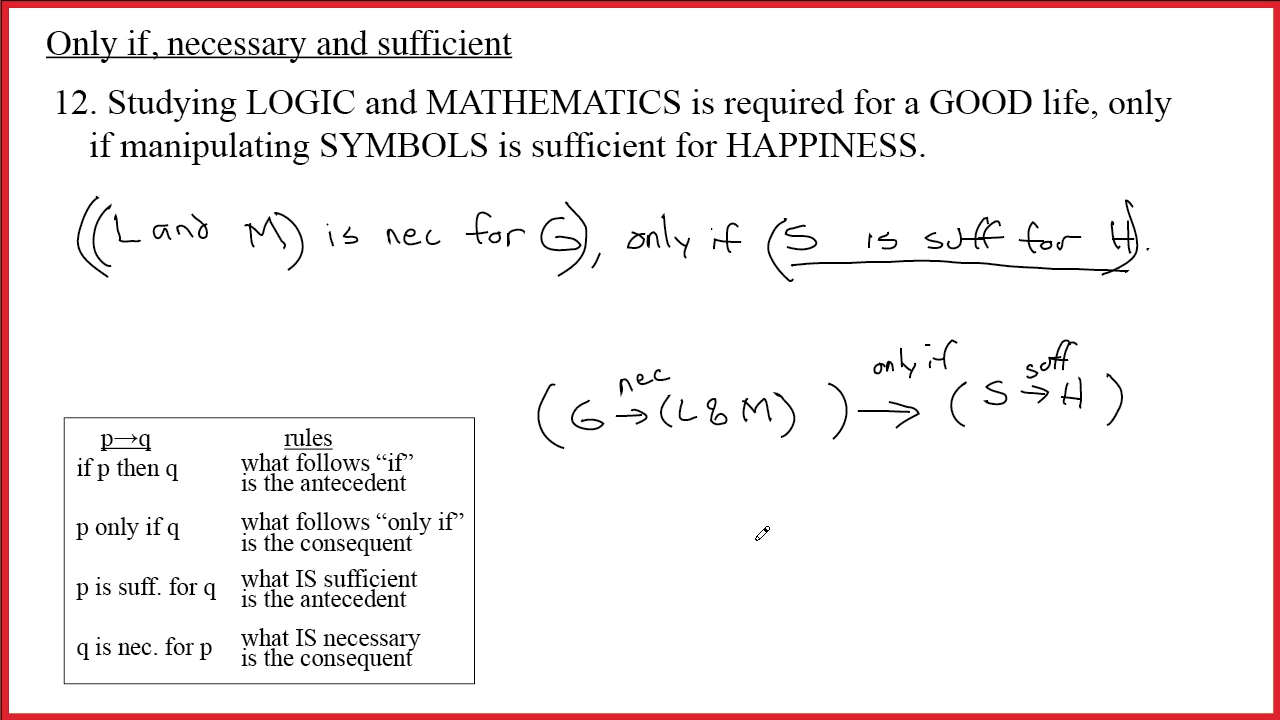 Only if, necessary and sufficient
12. Studying LOGIC and MATHEMATICS is required for a GOOD life, only
if manipulating SYMBOLS is sufficient for HAPPINESS.
((L and M) is nec for G), only if (S is suff for H).
nec only if suff
(G → (L & M)) → (S → H)
p→q rules
if p then q what follows “if”
is the antecedent
p only if q what follows “only if”
is the consequent
p is suff. for q what IS sufficient
is the antecedent
q is nec. for p what IS necessary
is the consequent